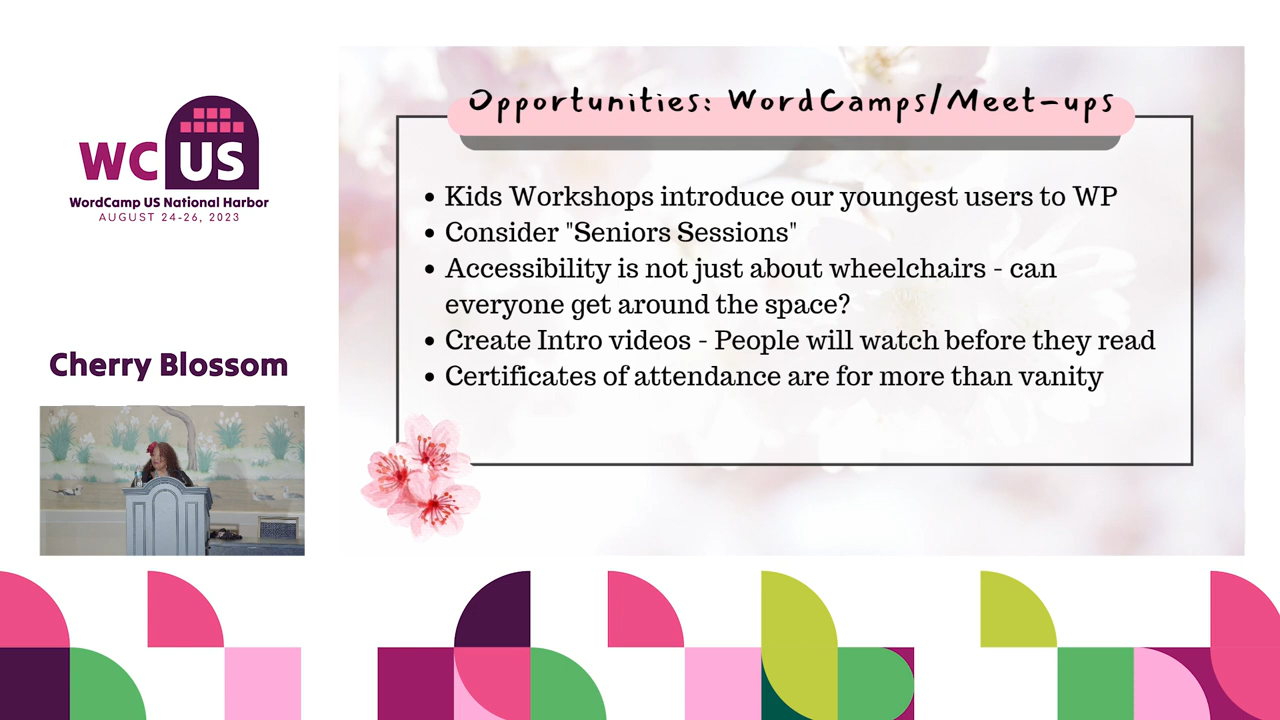 WC US
WordCamp US National Harbor
AUGUST 24-26, 2023
Cherry Blossom
Opportunities: WordCamps/Meet-ups
• Kids Workshops introduce our youngest users to WP
• Consider "Seniors Sessions"
• Accessibility is not just about wheelchairs - can
everyone get around the space?
• Create Intro videos - People will watch before they read
• Certificates of attendance are for more than vanity